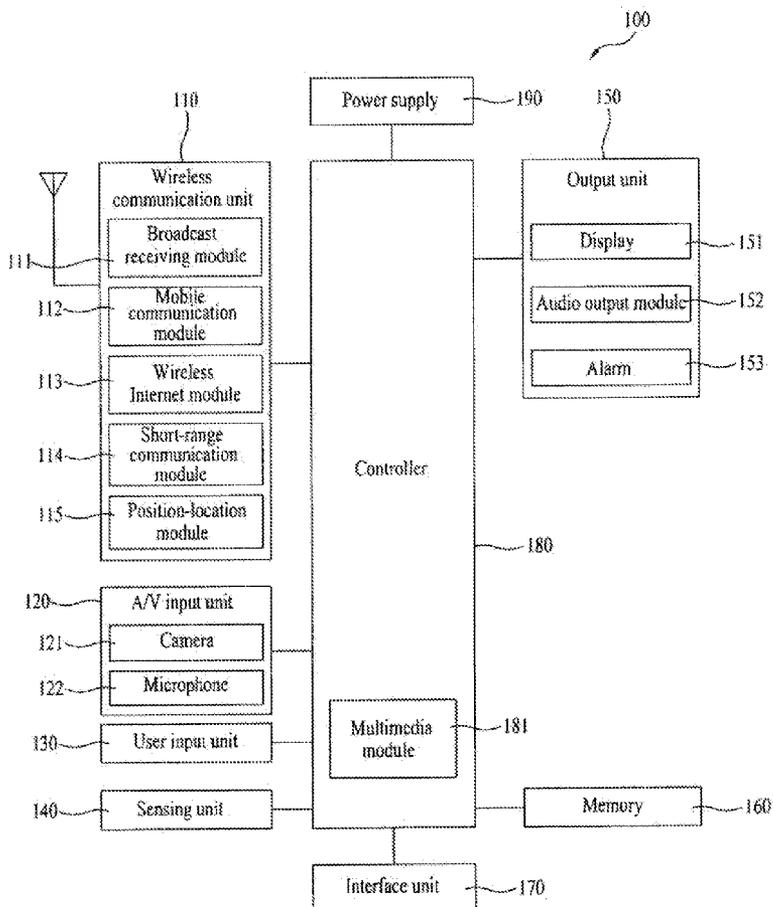 100
Power supply
190
110
150
Wireless
communication unit
Broadcast
receiving module
111
Mobile
communication
module
112
Wireless
Internet module
113
Short-range
communication
module
114
Position-location
module
115
Output unit
Display
151
Audio output module
152
Alarm
153
Controller
180
120
A/V input unit
121
Camera
122
Microphone
130
User input unit
140
Sensing unit
Multimedia
module
181
Memory
160
Interface unit
170